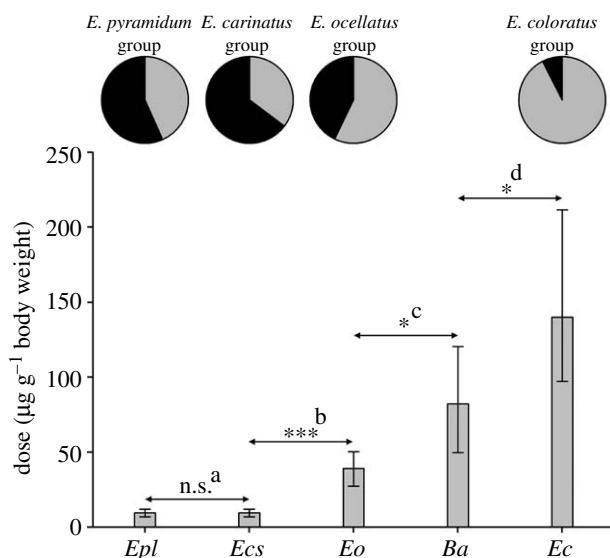 E. pyramidum E. carinatus E. ocellatus E. coloratus
group group group group
250
200
150
100
50
0
dose (µg g⁻¹ body weight)
n.s.ᵃ
***ᵇ
*ᶜ
*ᵈ
Epl Ecs Eo Ba Ec